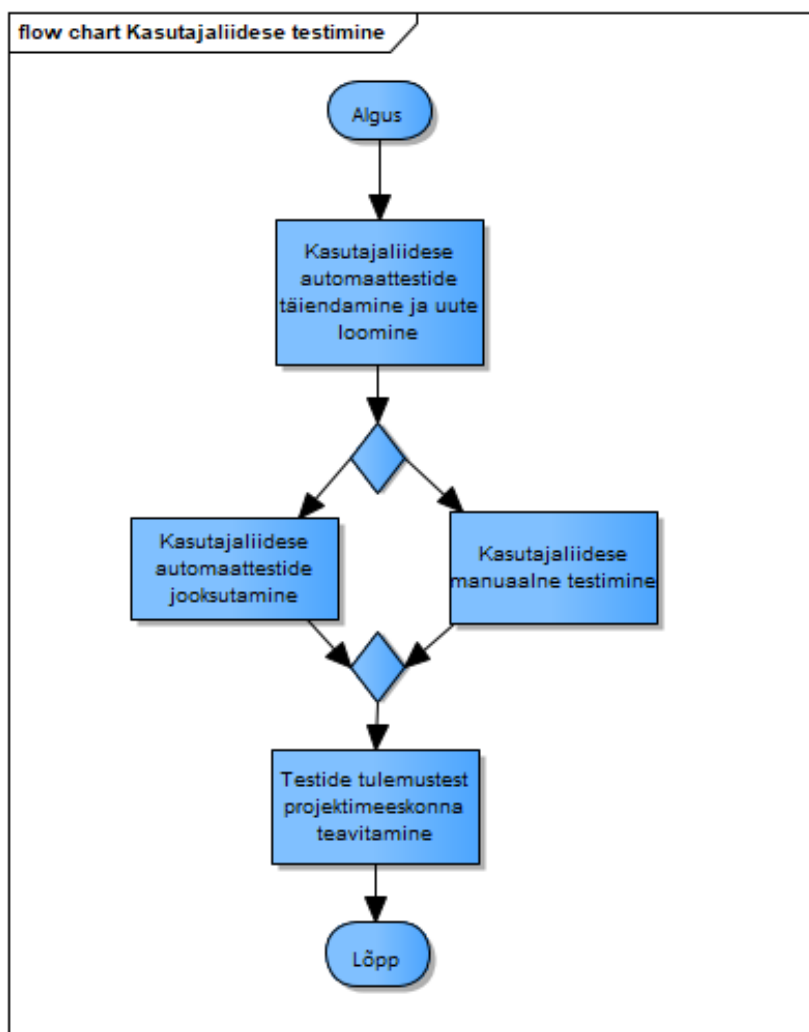 flow chart Kasutajaliidese testimine
Algus
Kasutajaliidese
automaattestide
täiendamine ja uute
loomine
Kasutajaliidese
automaattestide
jooksutamine
Kasutajaliidese
manuaalne testimine
Testide tulemustest
projektimeeskonna
teavitamine
Lõpp